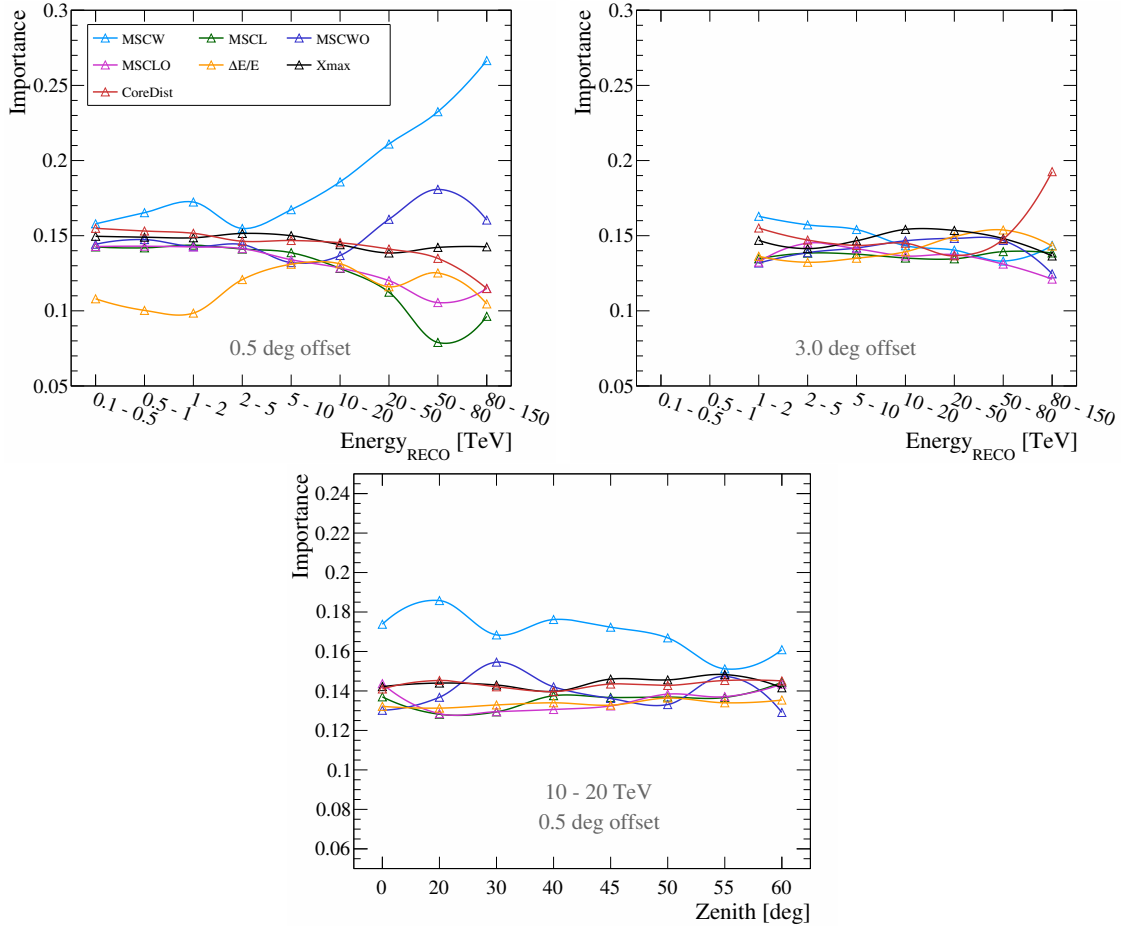 Importance
0.3
0.25
0.2
0.15
0.1
0.05
MSCW MSCL MSCWO
MSCLO ΔE/E Xmax
CoreDist
0.5 deg offset
0.1 - 0.5 0.5 - 1 1 - 2 2 - 5 5 - 10 10 - 20 20 - 50 50 - 80 80 - 150
Energy_RECO [TeV]
Importance
0.3
0.25
0.2
0.15
0.1
0.05
3.0 deg offset
0.1 - 0.5 0.5 - 1 1 - 2 2 - 5 5 - 10 10 - 20 20 - 50 50 - 80 80 - 150
Energy_RECO [TeV]
Importance
0.24
0.22
0.2
0.18
0.16
0.14
0.12
0.1
0.08
0.06
10 - 20 TeV
0.5 deg offset
0 20 30 40 45 50 55 60
Zenith [deg]